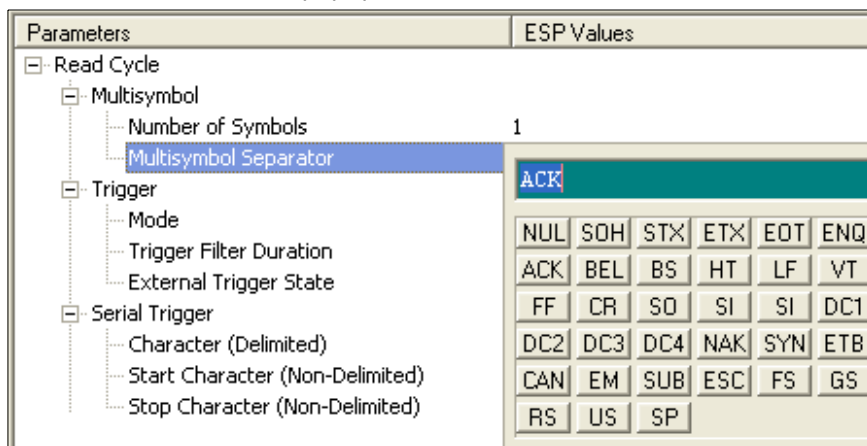 Parameters ESP Values
Read Cycle
Multisymbol
Number of Symbols 1
Multisymbol Separator
ACK
Trigger
Mode
Trigger Filter Duration
External Trigger State
Serial Trigger
Character (Delimited)
Start Character (Non-Delimited)
Stop Character (Non-Delimited)
NUL SOH STX ETX EOT ENQ
ACK BEL BS HT LF VT
FF CR SO SI SI DC1
DC2 DC3 DC4 NAK SYN ETB
CAN EM SUB ESC FS GS
RS US SP